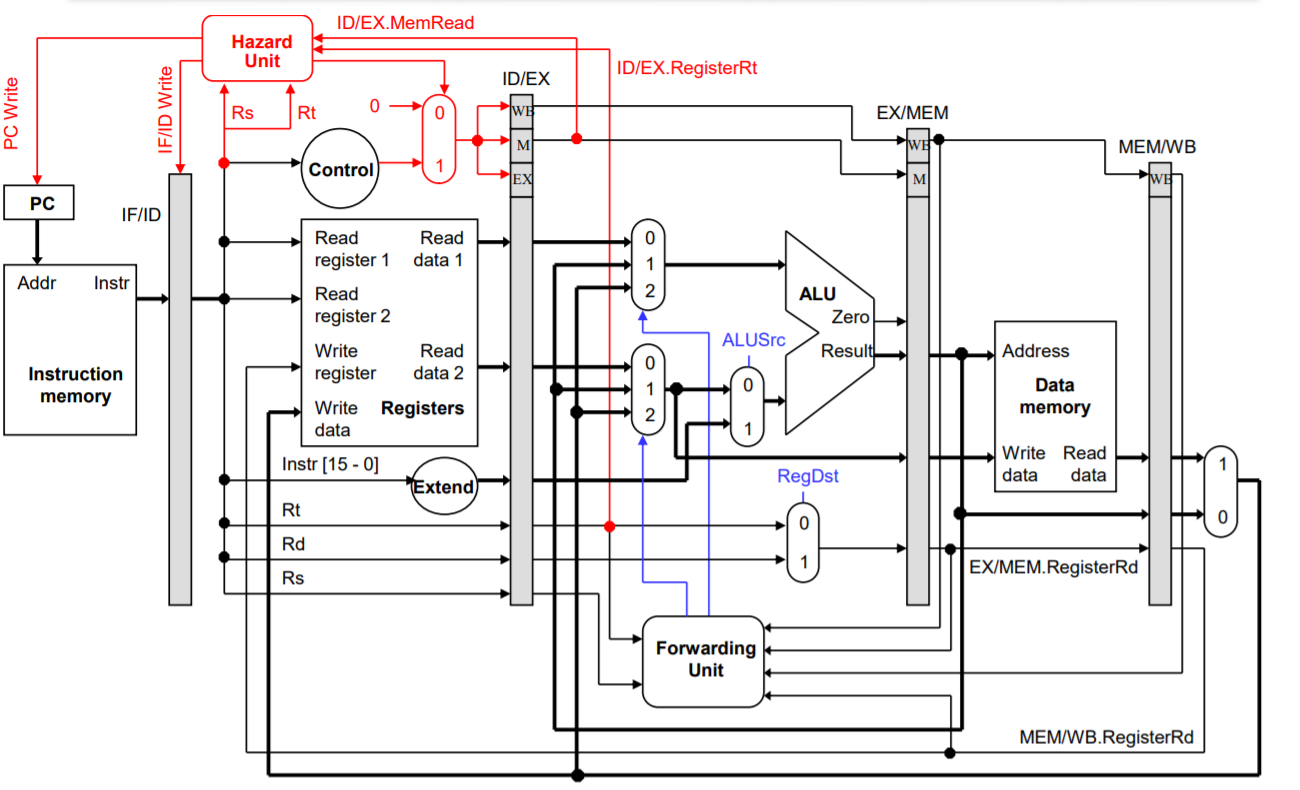 ID/EX.MemRead
Hazard
Unit
ID/EX.RegisterRt
PC Write
IF/ID Write
Rs
Rt
0
0
1
Control
ID/EX
WB
M
EX
EX/MEM
WB
M
MEM/WB
WB
PC
IF/ID
Addr
Instr
Instruction
memory
Read
register 1
Read
data 1
Read
register 2
Write
register
Read
data 2
Write
data
Registers
0
1
2
0
1
2
ALUSrc
0
1
ALU
Zero
Result
Address
Data
memory
Write
data
Read
data
1
0
Instr [15 - 0]
Extend
Rt
Rd
Rs
RegDst
0
1
EX/MEM.RegisterRd
Forwarding
Unit
MEM/WB.RegisterRd